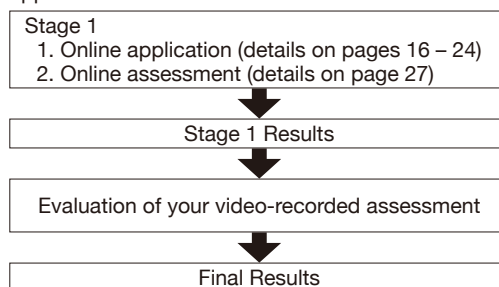 Stage 1
1. Online application (details on pages 16 – 24)
2. Online assessment (details on page 27)
Stage 1 Results
Evaluation of your video-recorded assessment
Final Results